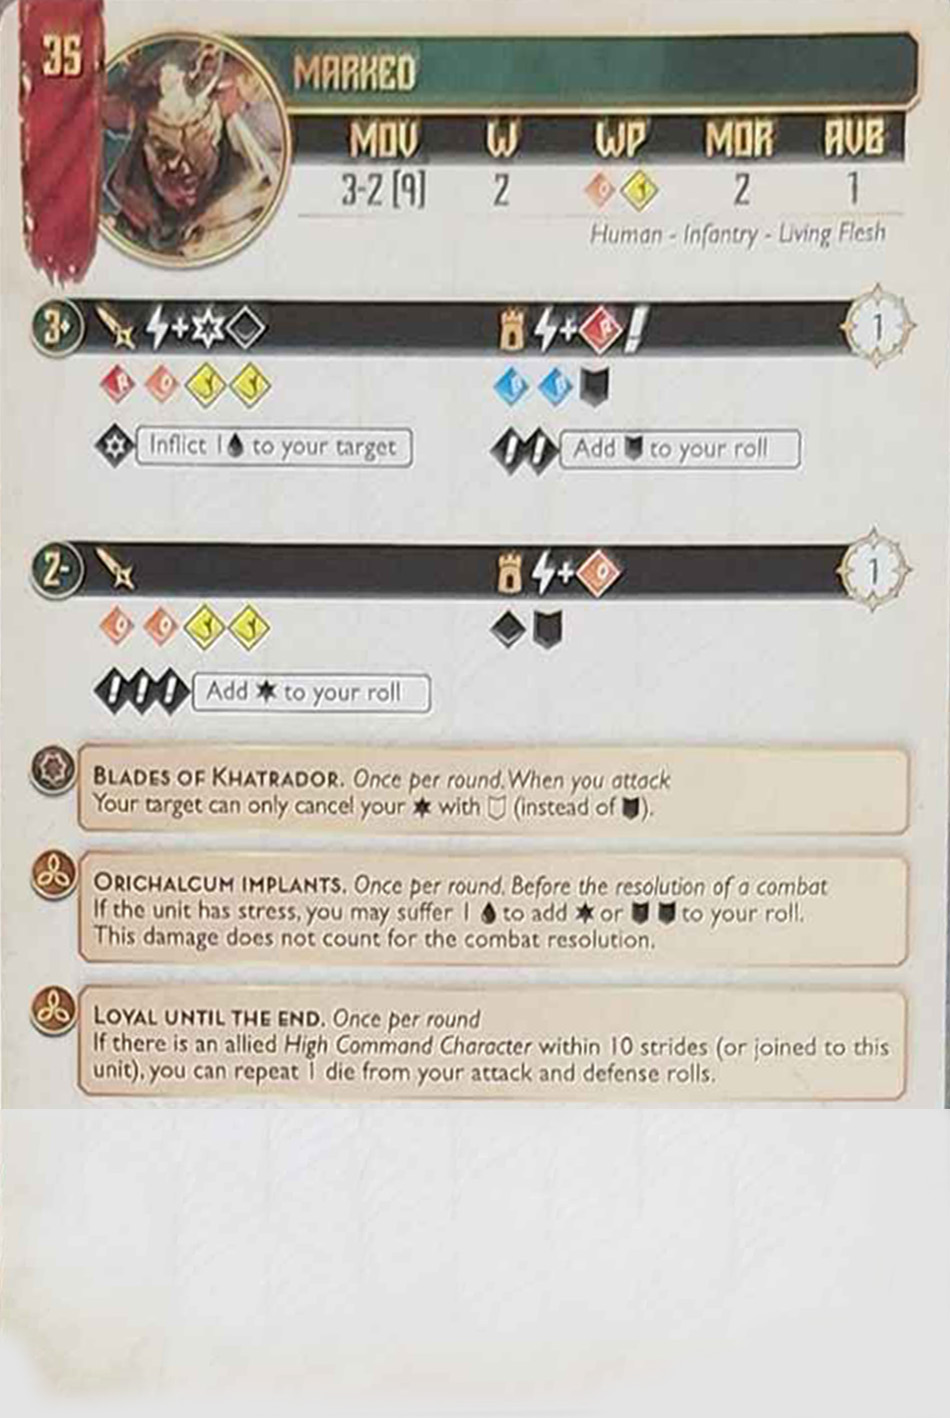 35
MARKED
MOV W WP MOR AVB
3-2 [9] 2 O Y 2 1
Human - Infantry - Living Flesh
3+ + + R ! 1
R O Y Y
Inflict 1 to your target ! ! Add to your roll
2- + O 1
O O Y Y
! ! ! Add to your roll
BLADES OF KHATRADOR. Once per round. When you attack
Your target can only cancel your with (instead of ).
ORICHALCUM IMPLANTS. Once per round. Before the resolution of a combat
If the unit has stress, you may suffer 1 to add or to your roll.
This damage does not count for the combat resolution.
LOYAL UNTIL THE END. Once per round
If there is an allied High Command Character within 10 strides (or joined to this
unit), you can repeat 1 die from your attack and defense rolls.